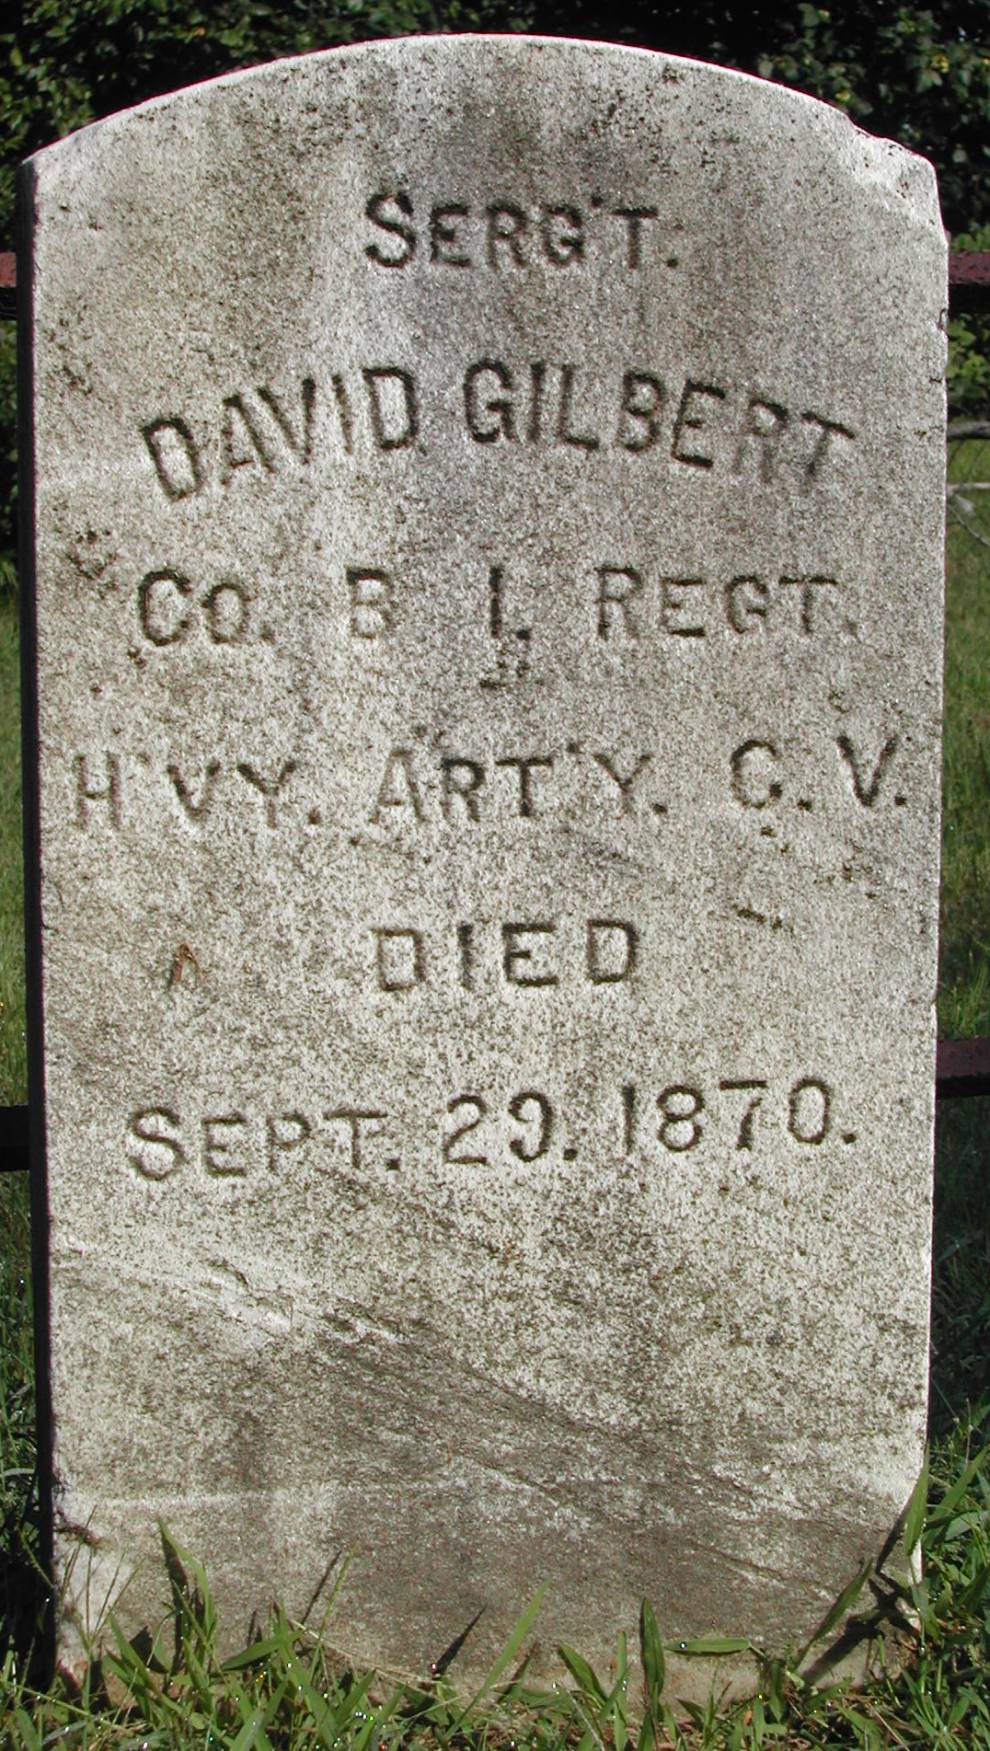 SERG'T.
DAVID GILBERT
CO. B 1, REGT.
H'VY. ART'Y. C. V.
DIED
SEPT. 29. 1870.